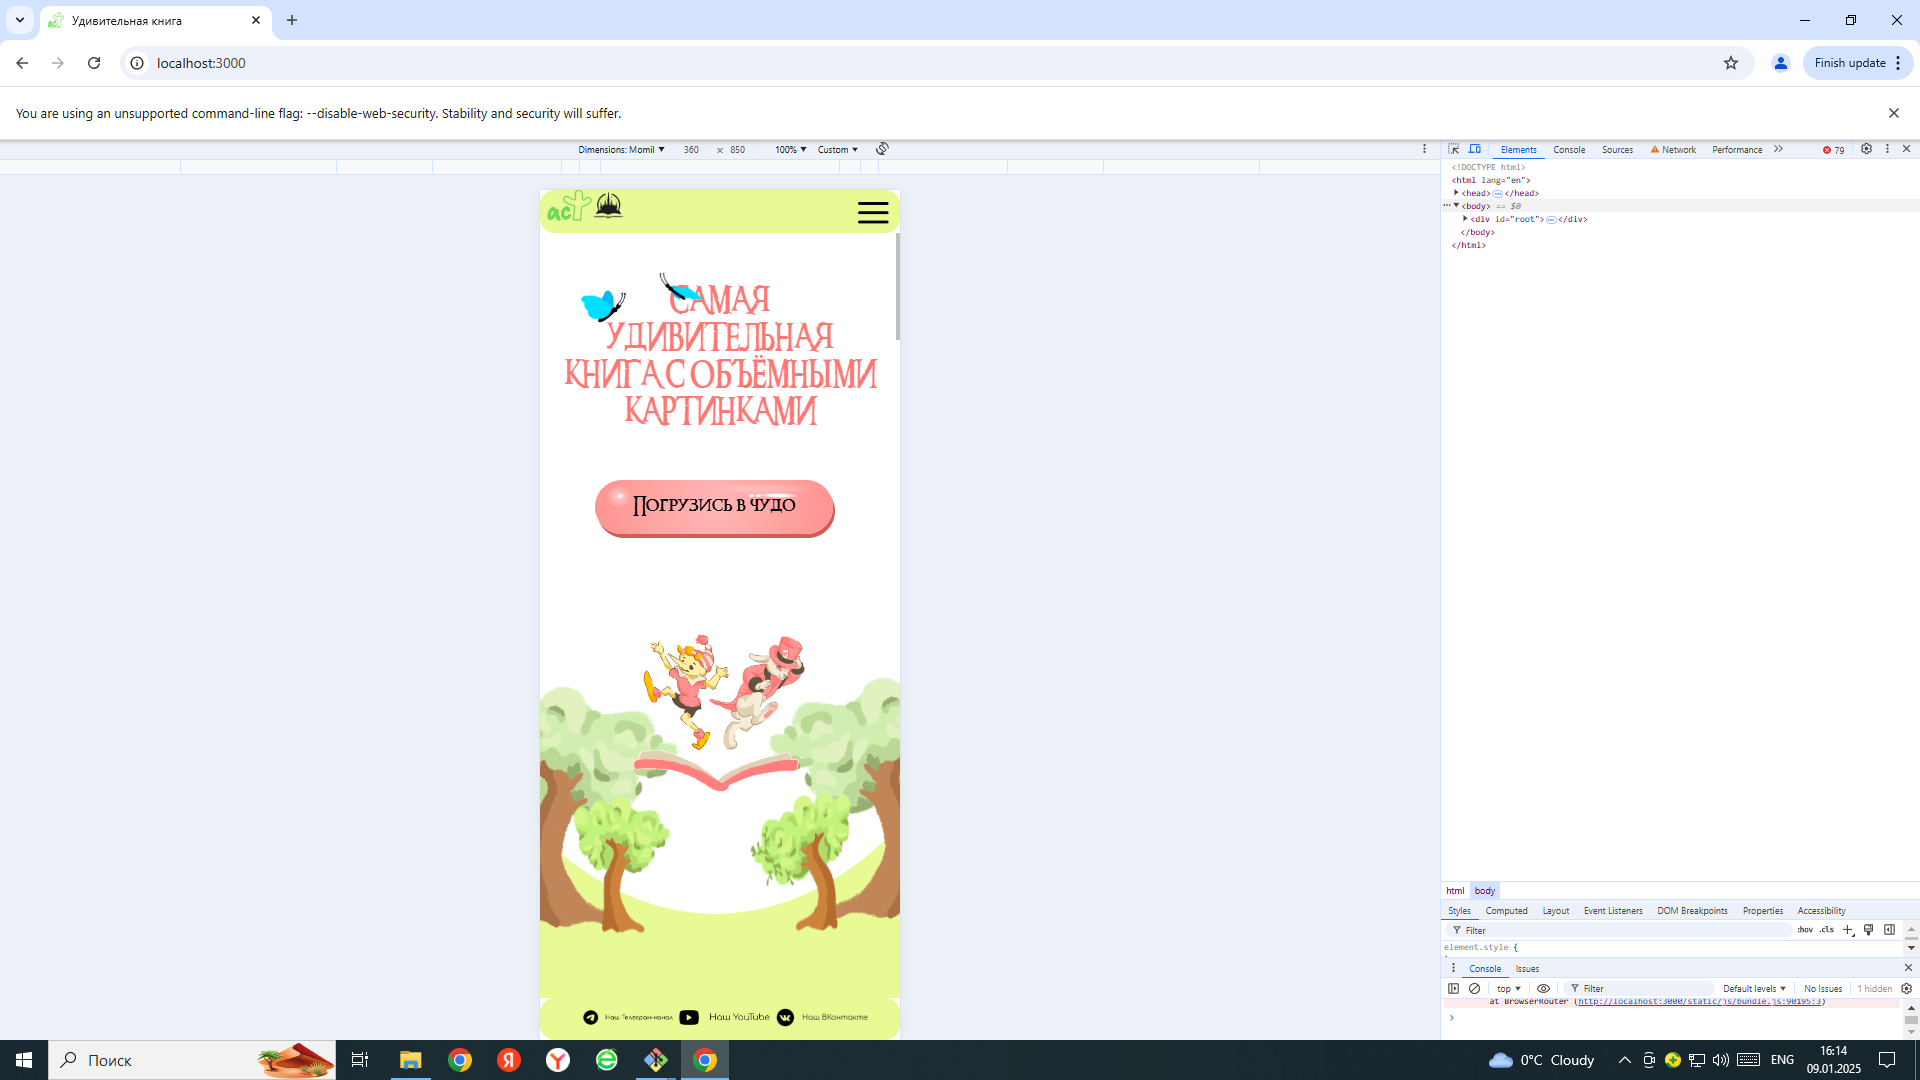 Удивительная книга
localhost:3000
Finish update
You are using an unsupported command-line flag: --disable-web-security. Stability and security will suffer.
Dimensions: Momil 360 × 850 100% Custom
Elements Console Sources Network Performance 79
<!DOCTYPE html>
<html lang="en">
<head> </head>
<body> == $0
<div id="root"> </div>
</body>
</html>
аст
САМАЯ
УДИВИТЕЛЬНАЯ
КНИГА С ОБЪЁМНЫМИ
КАРТИНКАМИ
Погрузись в чудо
Наш Телеграм-канал Наш YouTube Наш ВКонтакте
html body
Styles Computed Layout Event Listeners DOM Breakpoints Properties Accessibility
Filter :hov .cls
element.style {
Console Issues
top Filter Default levels No Issues 1 hidden
at BrowserRouter (http://localhost:3000/static/js/bundle.js:90195:3)
Поиск
0°C Cloudy
ENG
16:14
09.01.2025